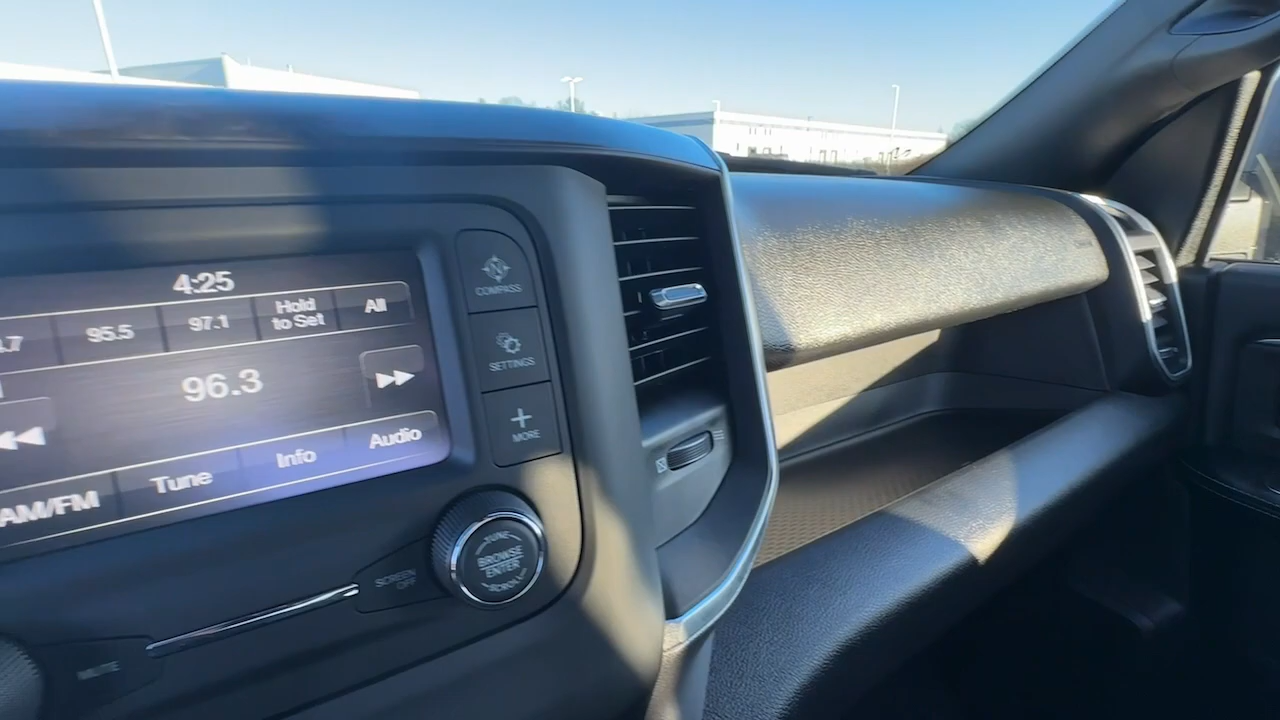 4:25
.7 95.5 97.1 Hold to Set All
96.3
AM/FM Tune Info Audio
N
COMPASS
SETTINGS
MORE
TUNE
BROWSE
ENTER
SCROLL
SCREEN
OFF
MUTE